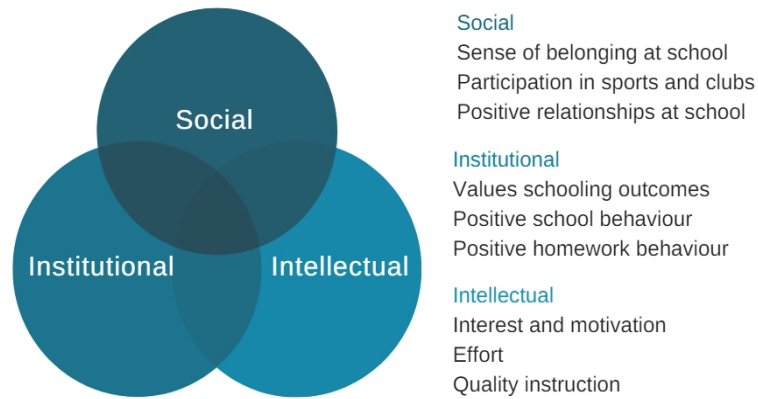 Social
Institutional
Intellectual
Social
Sense of belonging at school
Participation in sports and clubs
Positive relationships at school
Institutional
Values schooling outcomes
Positive school behaviour
Positive homework behaviour
Intellectual
Interest and motivation
Effort
Quality instruction